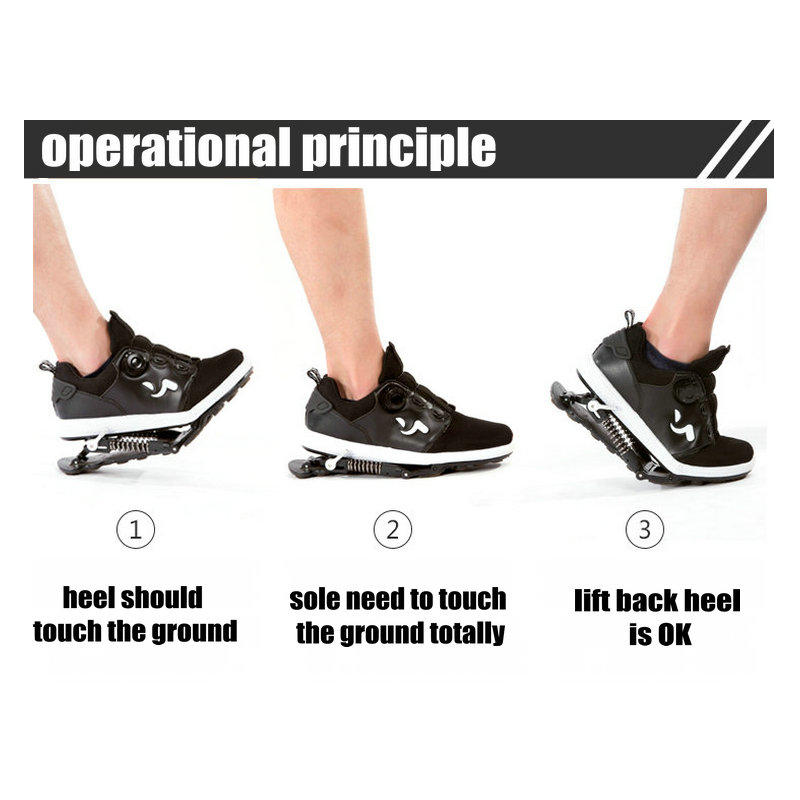 operational principle
1
2
3
heel should
touch the ground
sole need to touch
the ground totally
lift back heel
is OK